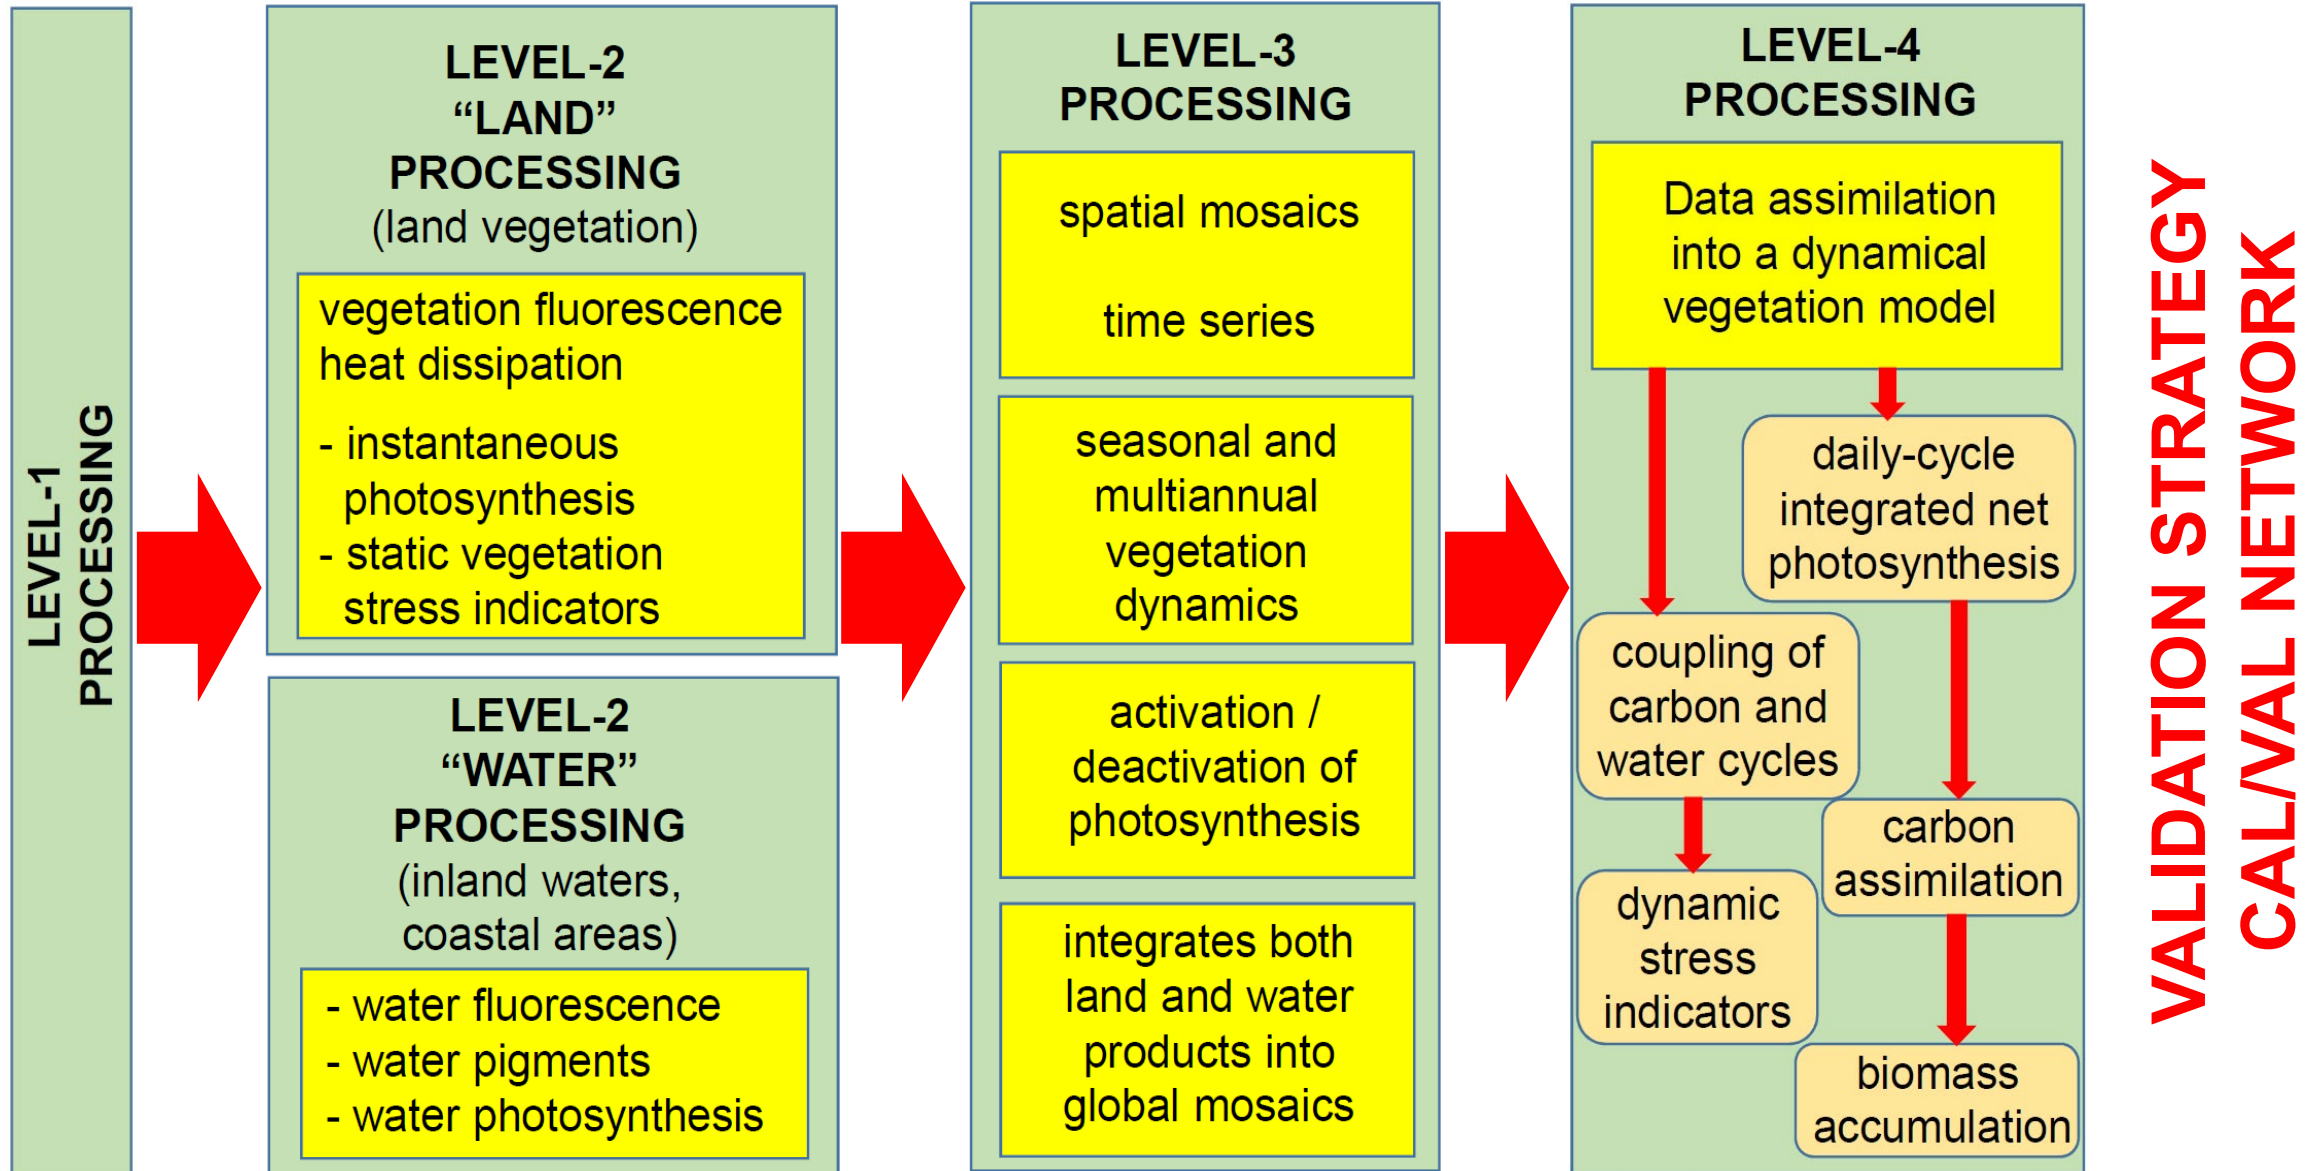 LEVEL-1
PROCESSING
LEVEL-2
“LAND”
PROCESSING
(land vegetation)
vegetation fluorescence
heat dissipation
- instantaneous
photosynthesis
- static vegetation
stress indicators
LEVEL-2
“WATER”
PROCESSING
(inland waters,
coastal areas)
- water fluorescence
- water pigments
- water photosynthesis
LEVEL-3
PROCESSING
spatial mosaics
time series
seasonal and
multiannual
vegetation
dynamics
activation /
deactivation of
photosynthesis
integrates both
land and water
products into
global mosaics
LEVEL-4
PROCESSING
Data assimilation
into a dynamical
vegetation model
daily-cycle
integrated net
photosynthesis
coupling of
carbon and
water cycles
carbon
assimilation
dynamic
stress
indicators
biomass
accumulation
VALIDATION STRATEGY
CAL/VAL NETWORK